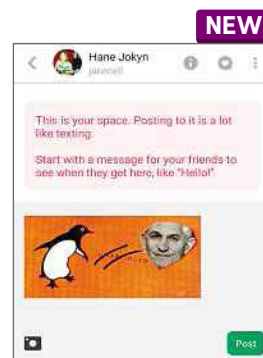 NEW
Hane Jokyn
janecell
This is your space. Posting to it is a lot
like texting.
Start with a message for your friends to
see when they get here, like "Hello!"
Post